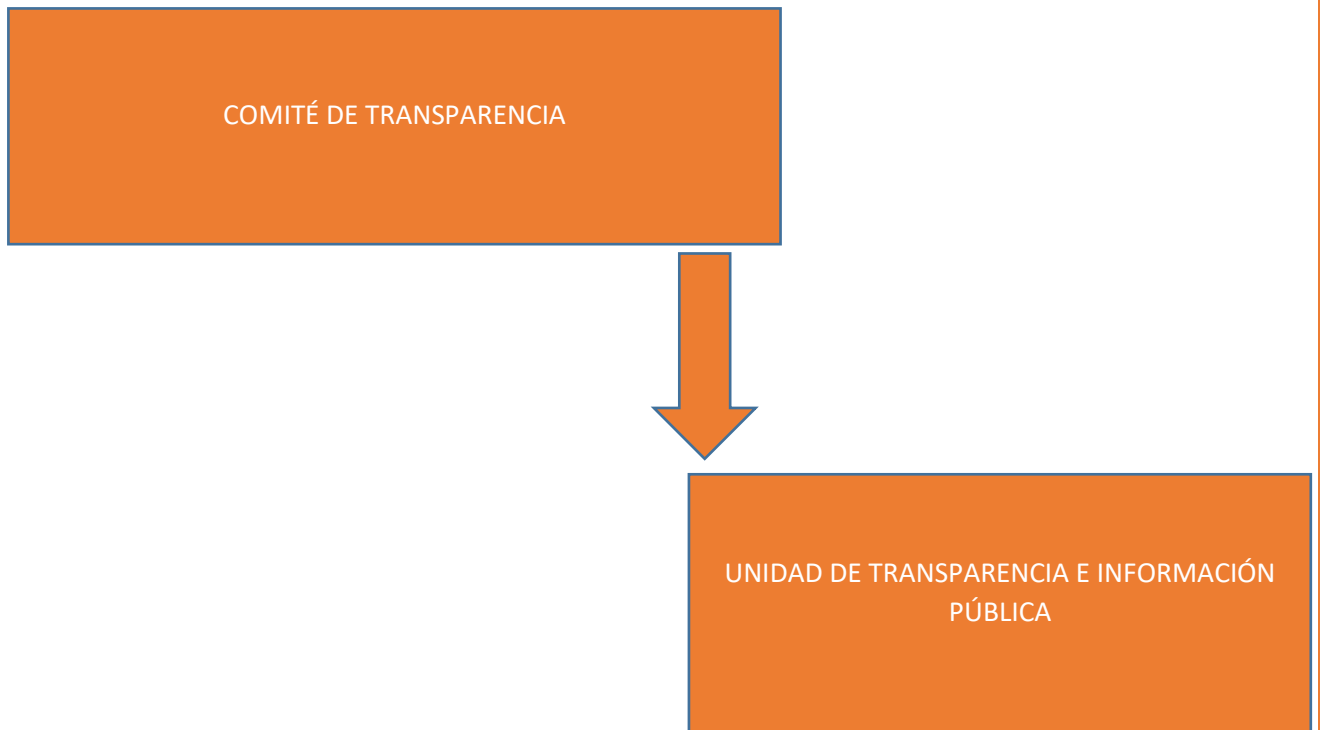 COMITÉ DE TRANSPARENCIA
UNIDAD DE TRANSPARENCIA E INFORMACIÓN
PÚBLICA